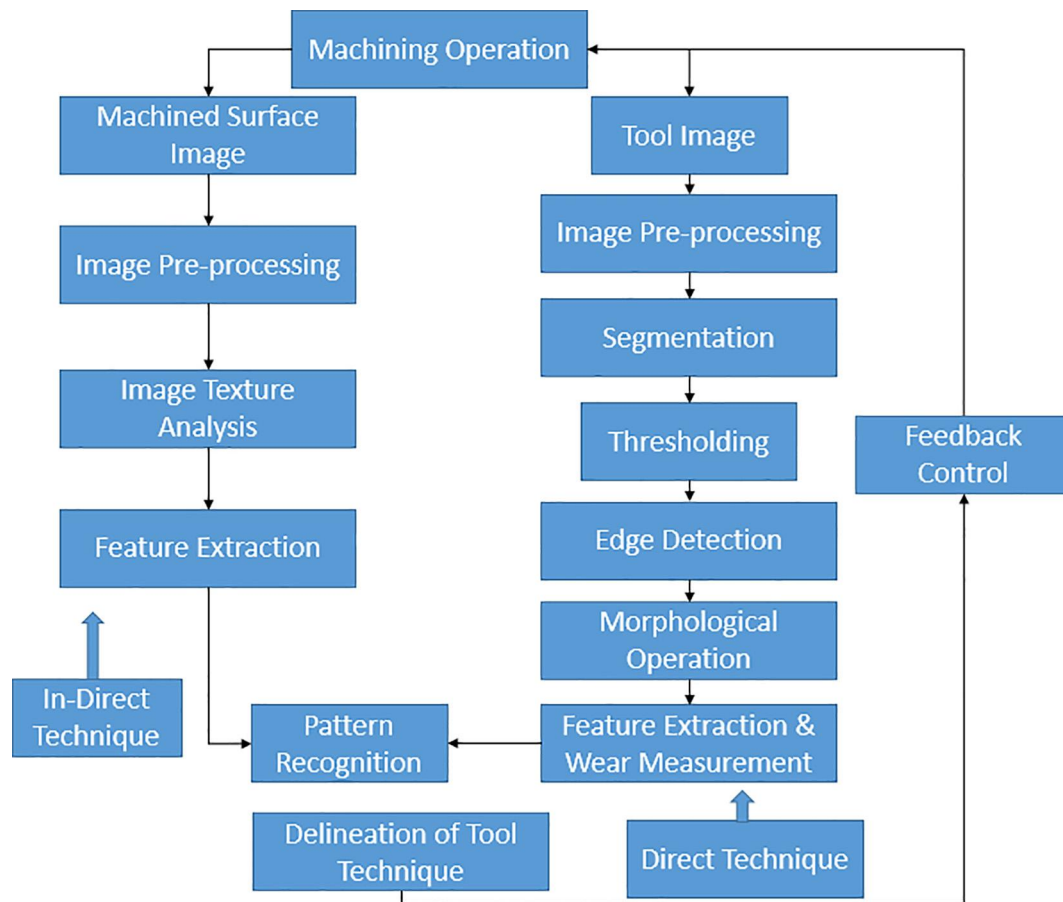 Machining Operation
Machined Surface
Image
Tool Image
Image Pre-processing
Image Pre-processing
Segmentation
Image Texture
Analysis
Thresholding
Feedback
Control
Feature Extraction
Edge Detection
Morphological
Operation
In-Direct
Technique
Pattern
Recognition
Feature Extraction &
Wear Measurement
Delineation of Tool
Technique
Direct Technique